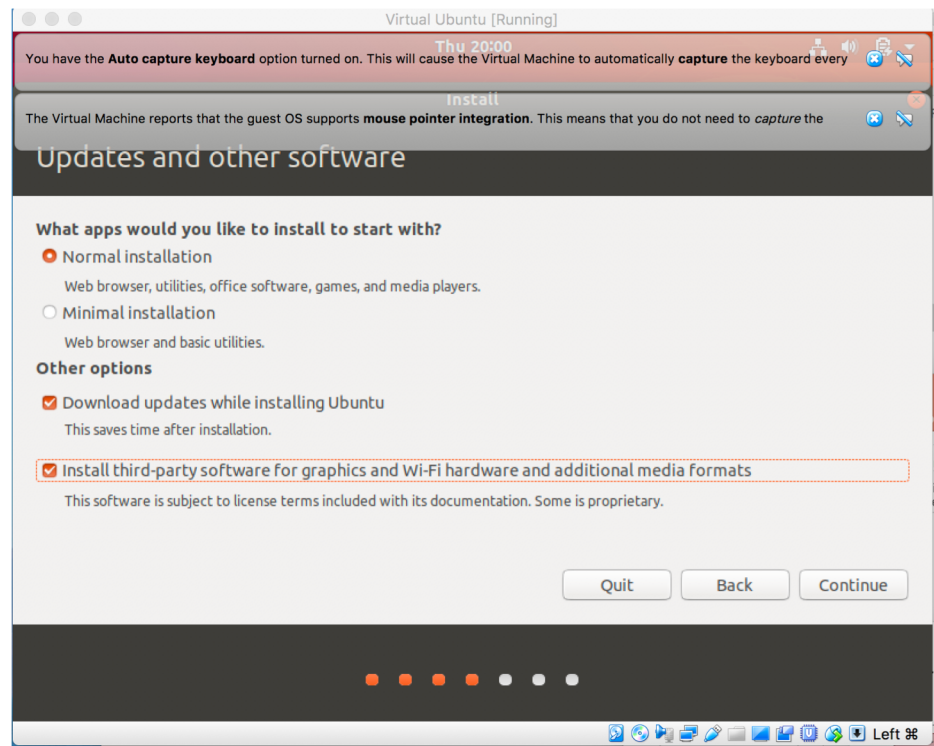 Virtual Ubuntu [Running]
Thu 20:00
You have the Auto capture keyboard option turned on. This will cause the Virtual Machine to automatically capture the keyboard every
Install
The Virtual Machine reports that the guest OS supports mouse pointer integration. This means that you do not need to capture the
Updates and other software
What apps would you like to install to start with?
Normal installation
Web browser, utilities, office software, games, and media players.
Minimal installation
Web browser and basic utilities.
Other options
Download updates while installing Ubuntu
This saves time after installation.
Install third-party software for graphics and Wi-Fi hardware and additional media formats
This software is subject to license terms included with its documentation. Some is proprietary.
Quit Back Continue
Left ⌘